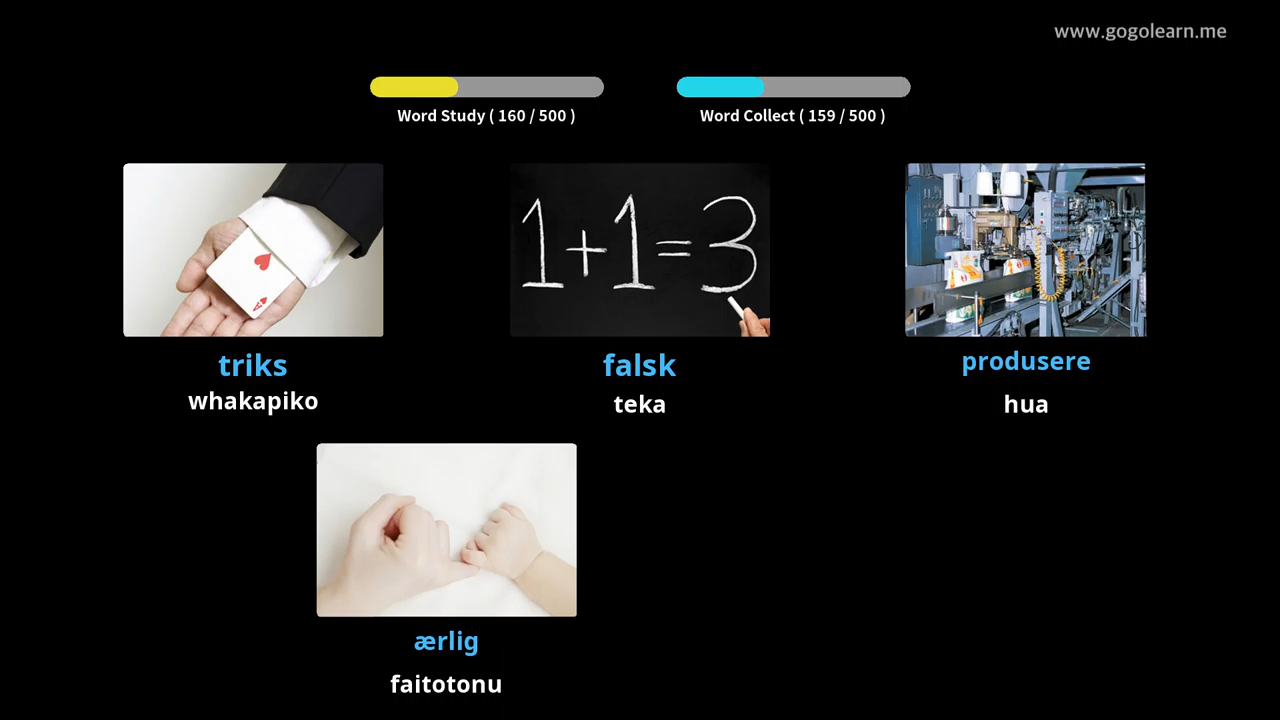 www.gogolearn.me
Word Study ( 160 / 500 )
Word Collect ( 159 / 500 )
1+1=3
triks
whakapiko
falsk
teka
produsere
hua
ærlig
faitotonu